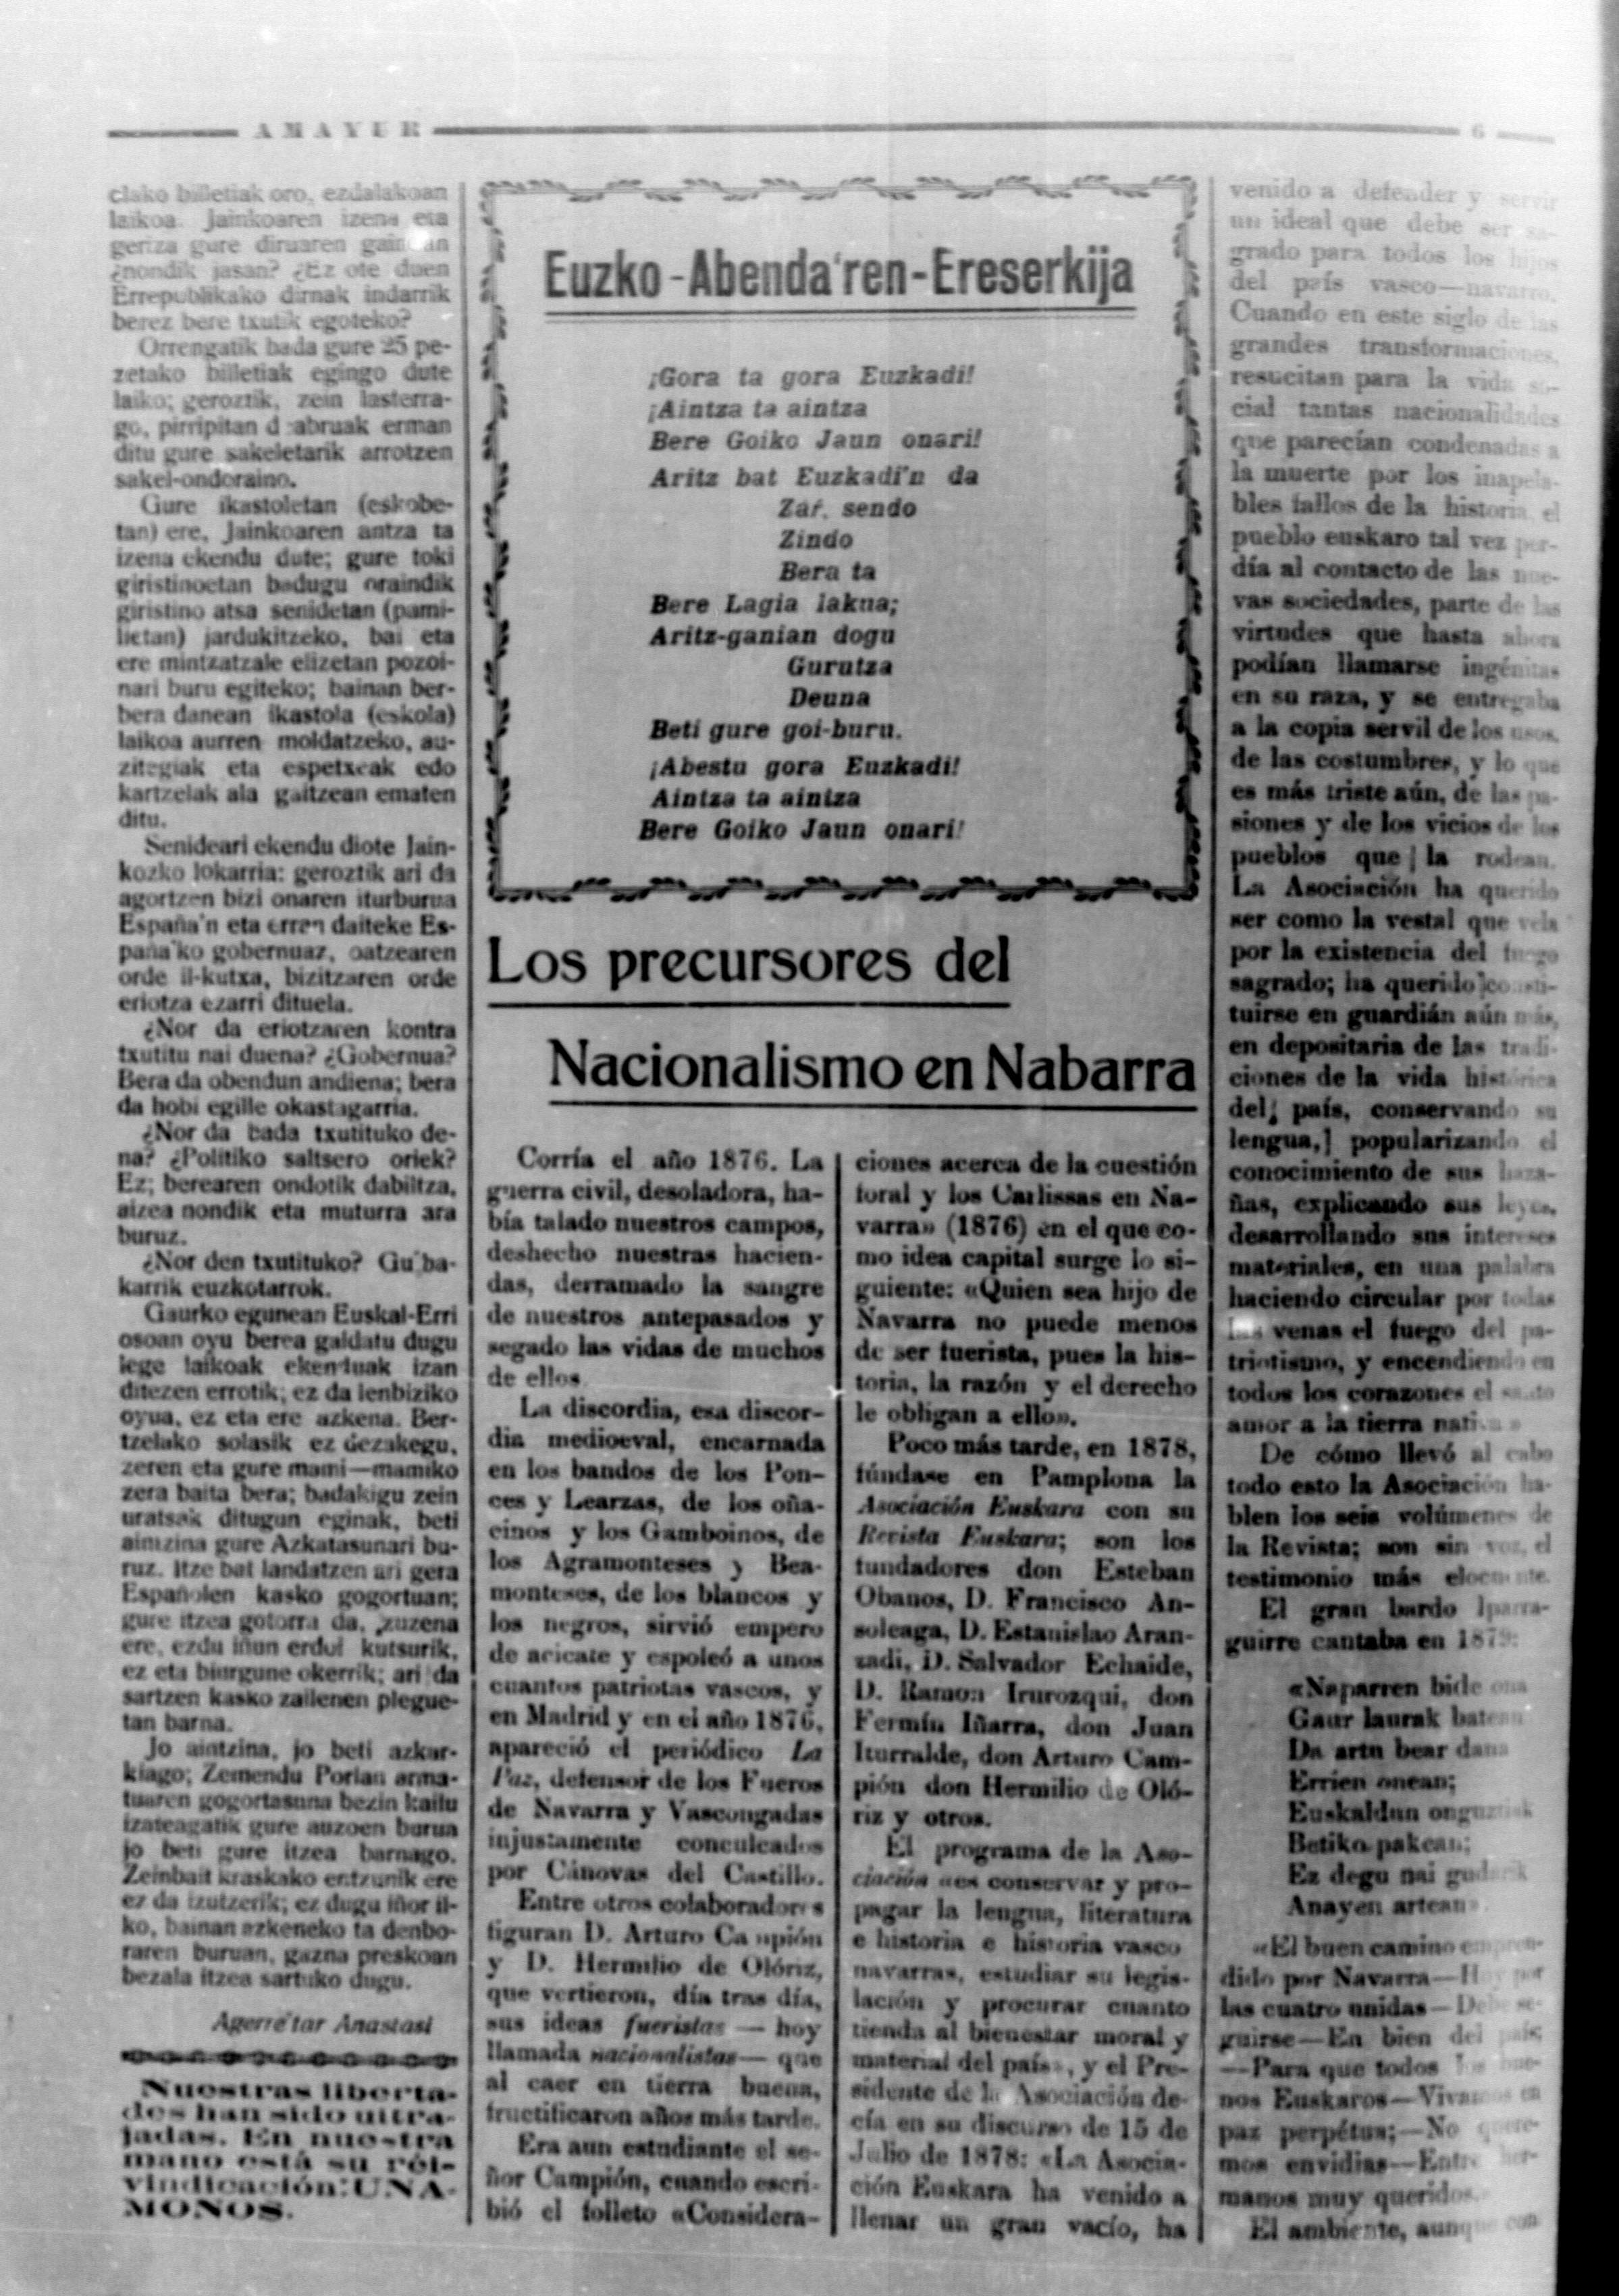 AMAYUR
6
clako billetiak oro, ezdalakoan
laikoa. Jainkoaren izena eta
geriza gure diruaren gainean
¿nondik jasan? ¿Ez ote duen
Errepublikako dirnak indarrik
berez bere txutik egoteko?
Orrengatik bada gure 25 pe-
zetako billetiak egingo dute
laiko; geroztik, zein lasterra-
go, pirripitan d abruak erman
ditu gure sakeletarik arrotzen
sakel-ondoraino.
Gure ikastoletan (eskobe-
tan) ere, Jainkoaren antza ta
izena ekendu dute; gure toki
giristinoetan badugu oraindik
giristino atsa senidetan (pami-
lietan) jardukitzeko, bai eta
ere mintzatzale elizetan pozoi-
nari buru egiteko; bainan ber-
bera danean ikastola (eskola)
laikoa aurren moldatzeko, au-
zitegiak eta espetxeak edo
kartzelak ala gaitzean ematen
ditu.
Senideari ekendu diote Jain-
kozko lokarria: geroztik ari da
agortzen bizi onaren iturburua
España'n eta erren daiteke Es-
paña'ko gobernuaz, oatzearen
orde il-kutxa, bizitzaren orde
eriotza ezarri dituela.
¿Nor da eriotzaren kontra
txutitu nai duena? ¿Gobernua?
Bera da obendun andiena; bera
da hobi egille okastagarria.
¿Nor da bada txutituko de-
na? ¿Politiko saltsero oriek?
Ez; berearen ondotik dabiltza,
aizea nondik eta muturra ara
buruz.
¿Nor den txutituko? Gu ba-
karrik euzkotarrok.
Gaurko egunean Euskal-Erri
osoan oyu berea galdatu dugu
lege laikoak ekenduak izan
ditezen errotik; ez da lenbiziko
oyua, ez eta ere azkena. Ber-
tzelako solasik ez dezakegu,
zeren eta gure mami—mamiko
zera baita bera; badakigu zein
uratsak ditugun eginak, beti
aintzina gure Azkatasunari bu-
ruz. Itze bat landatzen ari gera
Españolen kasko gogortuan;
gure itzea gotorra da, zuzena
ere, ezdu iñun erdoi kutsurik,
ez eta biurgune okerrik; ari da
sartzen kasko zailenen plegue-
tan barna.
Jo aintzina, jo beti azkar-
kiago; Zemendu Porlan arma-
tuaren gogortasuna bezin kailu
izateagatik gure auzoen burua
jo beti gure itzea barnago.
Zeinbait kraskako entzunik ere
ez da izutzerik; ez dugu iñor il-
ko, bainan azkeneko ta denbo-
raren buruan, gazna preskoan
bezala itzea sartuko dugu.
Agerre'tar Anastasi
Nuestras liberta-
des han sido ultra-
jadas. En nuestra
mano está su rei-
vindicación: UNA-
MONOS.
Euzko-Abenda'ren-Ereserkija
¡Gora ta gora Euzkadi!
¡Aintza ta aintza
Bere Goiko Jaun onari!
Aritz bat Euzkadi'n da
Zaŕ, sendo
Zindo
Bera ta
Bere Lagia lakua;
Aritz-ganian dogu
Gurutza
Deuna
Beti gure goi-buru.
¡Abestu gora Euzkadi!
Aintza ta aintza
Bere Goiko Jaun onari!
Los precursores del
Nacionalismo en Nabarra
Corría el año 1876. La
guerra civil, desoladora, ha-
bía talado nuestros campos,
deshecho nuestras hacien-
das, derramado la sangre
de nuestros antepasados y
segado las vidas de muchos
de ellos.
La discordia, esa discor-
dia medioeval, encarnada
en los bandos de los Pon-
ces y Learzas, de los oña-
cinos y los Gamboinos, de
los Agramonteses y Bea-
monteses, de los blancos y
los negros, sirvió empero
de acicate y espoleó a unos
cuantos patriotas vascos, y
en Madrid y en el año 1876,
apareció el periódico La
Paz, defensor de los Fueros
de Navarra y Vascongadas
injustamente conculcados
por Cánovas del Castillo.
Entre otros colaboradores
figuran D. Arturo Campión
y D. Hermilio de Olóriz,
que vertieron, día tras día,
sus ideas fueristas — hoy
llamada nacionalistas— que
al caer en tierra buena,
fructificaron años más tarde.
Era aun estudiante el se-
ñor Campión, cuando escri-
bió el folleto «Considera-
ciones acerca de la cuestión
foral y los Carlissas en Na-
varra» (1876) en el que co-
mo idea capital surge lo si-
guiente: «Quien sea hijo de
Navarra no puede menos
de ser fuerista, pues la his-
toria, la razón y el derecho
le obligan a ello».
Poco más tarde, en 1878,
fúndase en Pamplona la
Asociación Euskara con su
Revista Euskara; son los
fundadores don Esteban
Obanos, D. Francisco An-
soleaga, D. Estanislao Aran-
zadi, D. Salvador Echaide,
D. Ramon Irurozqui, don
Fermín Iñarra, don Juan
Iturralde, don Arturo Cam-
pión don Hermilio de Oló-
riz y otros.
El programa de la Aso-
ciación «es conservar y pro-
pagar la lengua, literatura
e historia e historia vasco
navarras, estudiar su legis-
lación y procurar cuanto
tienda al bienestar moral y
material del país», y el Pre-
sidente de la Asociación de-
cía en su discurso de 15 de
Julio de 1878: «La Asocia-
ción Euskara ha venido a
llenar un gran vacío, ha
venido a defender y servir
un ideal que debe ser sa-
grado para todos los hijos
del país vasco—navarro.
Cuando en este siglo de las
grandes transformaciones,
resucitan para la vida so-
cial tantas nacionalidades
que parecían condenadas a
la muerte por los inapela-
bles fallos de la historia, el
pueblo euskaro tal vez per-
día al contacto de las nue-
vas sociedades, parte de las
virtudes que hasta ahora
podían llamarse ingénitas
en su raza, y se entregaba
a la copia servil de los usos,
de las costumbres, y lo que
es más triste aún, de las pa-
siones y de los vicios de los
pueblos que la rodean.
La Asociación ha querido
ser como la vestal que vela
por la existencia del fuego
sagrado; ha querido consti-
tuirse en guardián aún más,
en depositaria de las tradi-
ciones de la vida histórica
del país, conservando su
lengua, popularizando el
conocimiento de sus haza-
ñas, explicando sus leyes,
desarrollando sus intereses
materiales, en una palabra
haciendo circular por todas
las venas el fuego del pa-
triotismo, y encendiendo en
todos los corazones el santo
amor a la tierra nativa»
De cómo llevó al cabo
todo esto la Asociación ha-
blen los seis volúmenes de
la Revista; son sin voz, el
testimonio más elocuente.
El gran bardo Iparra-
guirre cantaba en 1879:
«Naparren bide ona
Gaur laurak batean
Da artn bear dana
Errien onean;
Euskaldun onguztiak
Betiko pakean;
Ez degu nai gudarik
Anayen artean».
«El buen camino empren-
dido por Navarra—Hoy por
las cuatro unidas—Debe se-
guirse—En bien del país
—Para que todos los bue-
nos Euskaros—Vivamos en
paz perpétua;—No quere-
mos envidias—Entre her-
manos muy queridos.
El ambiente, aunque con